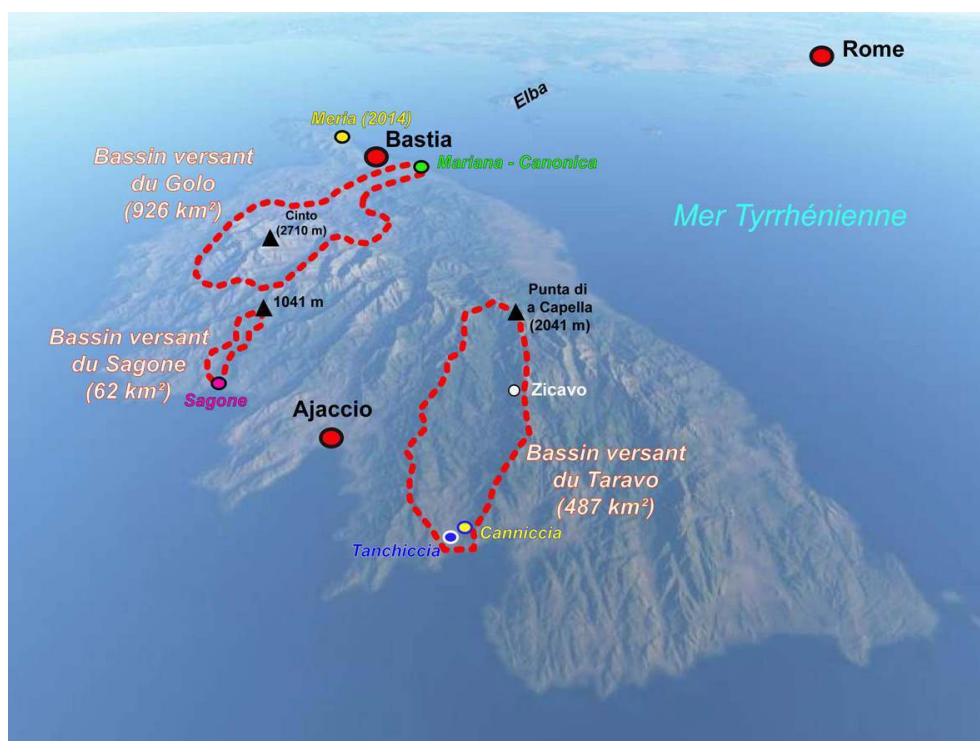 Rome
Elba
Meria (2014)
Bastia
Mariana - Canonica
Bassin versant
du Golo
(926 km²)
Cinto
(2710 m)
Mer Tyrrhénienne
1041 m
Punta di
a Capella
(2041 m)
Bassin versant
du Sagone
(62 km²)
Sagone
Zicavo
Ajaccio
Bassin versant
du Taravo
(487 km²)
Canniccia
Tanchiccia